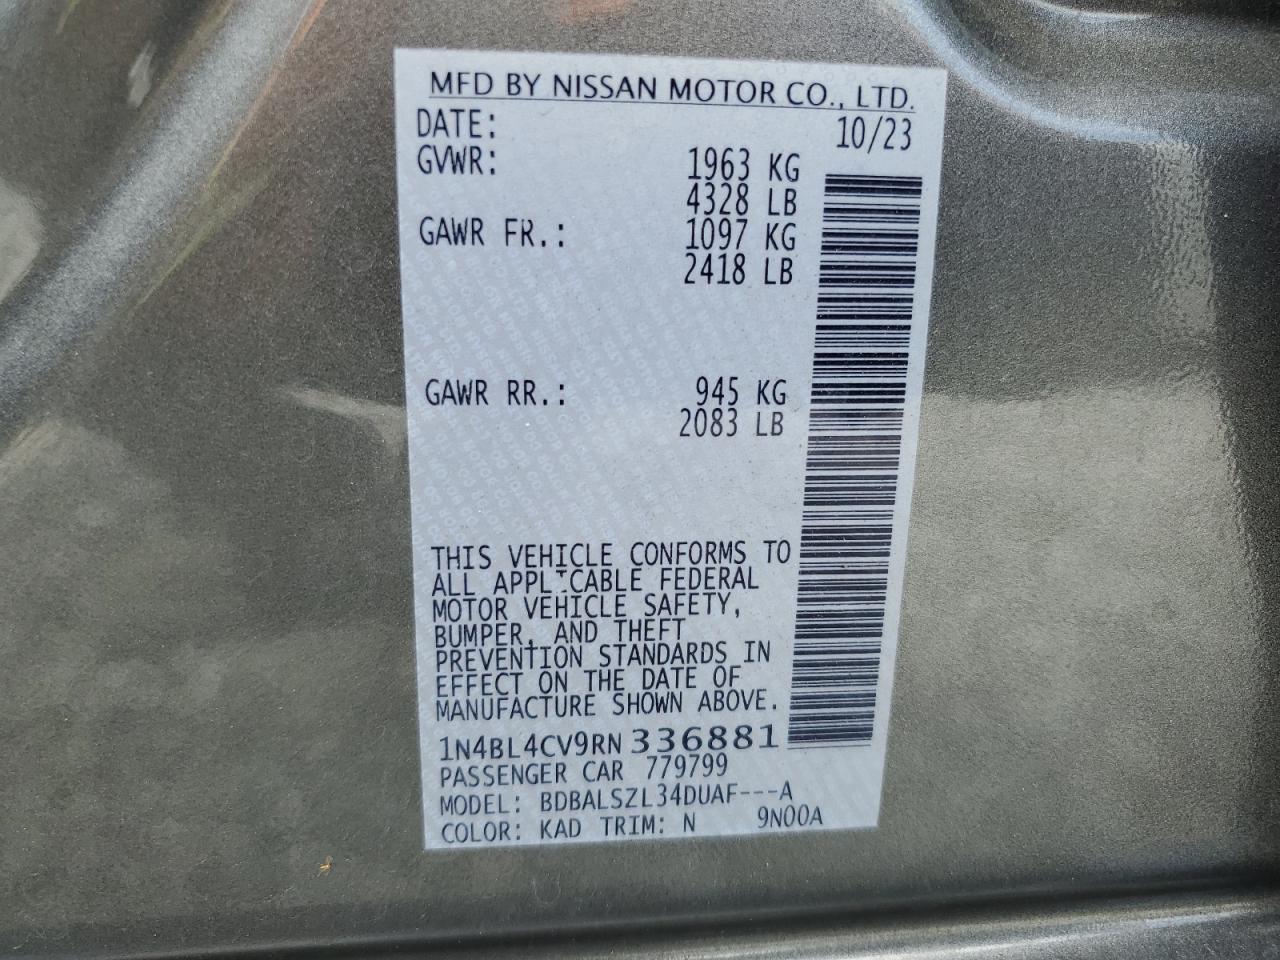 MFD BY NISSAN MOTOR CO., LTD.
DATE: 10/23
GVWR: 1963 KG
4328 LB
GAWR FR.: 1097 KG
2418 LB
GAWR RR.: 945 KG
2083 LB
THIS VEHICLE CONFORMS TO
ALL APPLICABLE FEDERAL
MOTOR VEHICLE SAFETY,
BUMPER, AND THEFT
PREVENTION STANDARDS IN
EFFECT ON THE DATE OF
MANUFACTURE SHOWN ABOVE.
1N4BL4CV9RN 336881
PASSENGER CAR 779799
MODEL: BDBALSZL34DUAF---A
COLOR: KAD TRIM: N 9N00A